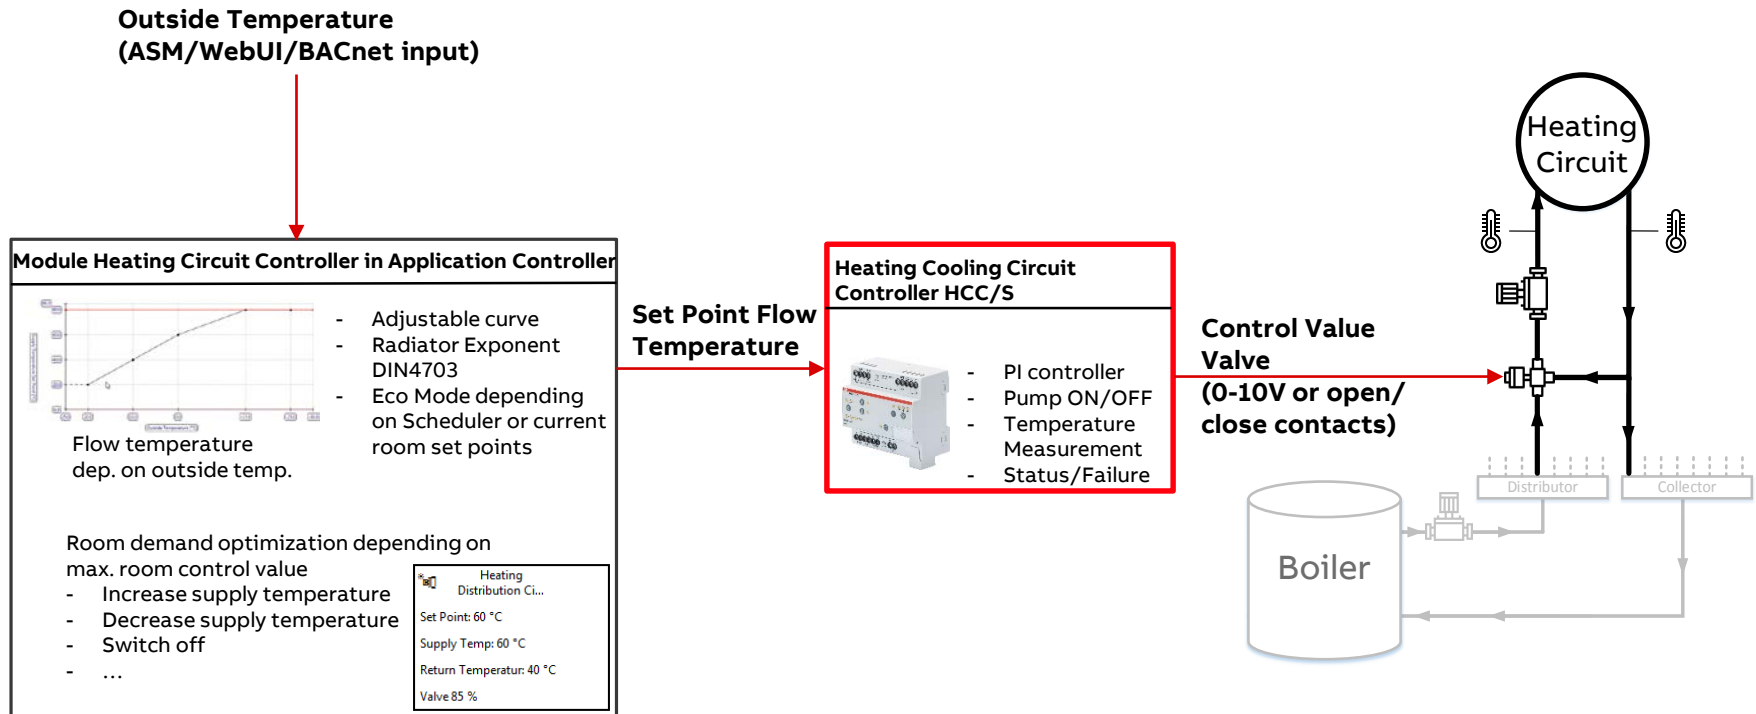 Outside Temperature
(ASM/WebUI/BACnet input)
Module Heating Circuit Controller in Application Controller
- Adjustable curve
- Radiator Exponent
DIN4703
- Eco Mode depending
on Scheduler or current
room set points
Flow temperature
dep. on outside temp.
Room demand optimization depending on
max. room control value
- Increase supply temperature
- Decrease supply temperature
- Switch off
- ...
Heating
Distribution Ci...
Set Point: 60 °C
Supply Temp: 60 °C
Return Temperatur: 40 °C
Valve 85 %
Set Point Flow
Temperature
Heating Cooling Circuit
Controller HCC/S
- PI controller
- Pump ON/OFF
- Temperature
Measurement
- Status/Failure
Control Value
Valve
(0-10V or open/
close contacts)
Heating
Circuit
Distributor
Collector
Boiler